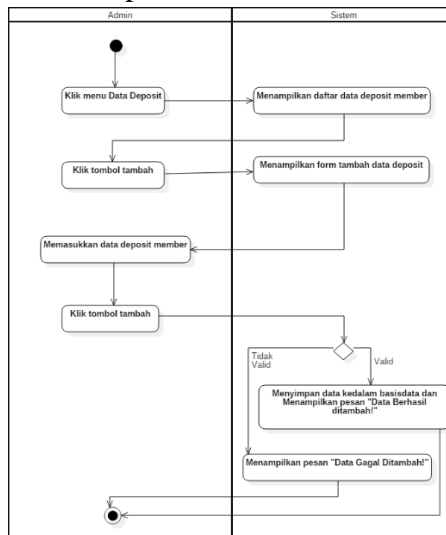 Admin
Sistem
Klik menu Data Deposit
Menampilkan daftar data deposit member
Klik tombol tambah
Menampilkan form tambah data deposit
Memasukkan data deposit member
Klik tombol tambah
Tidak
Valid
Valid
Menyimpan data kedalam basisdata dan
Menampilkan pesan "Data Berhasil
ditambah!"
Menampilkan pesan "Data Gagal Ditambah!"